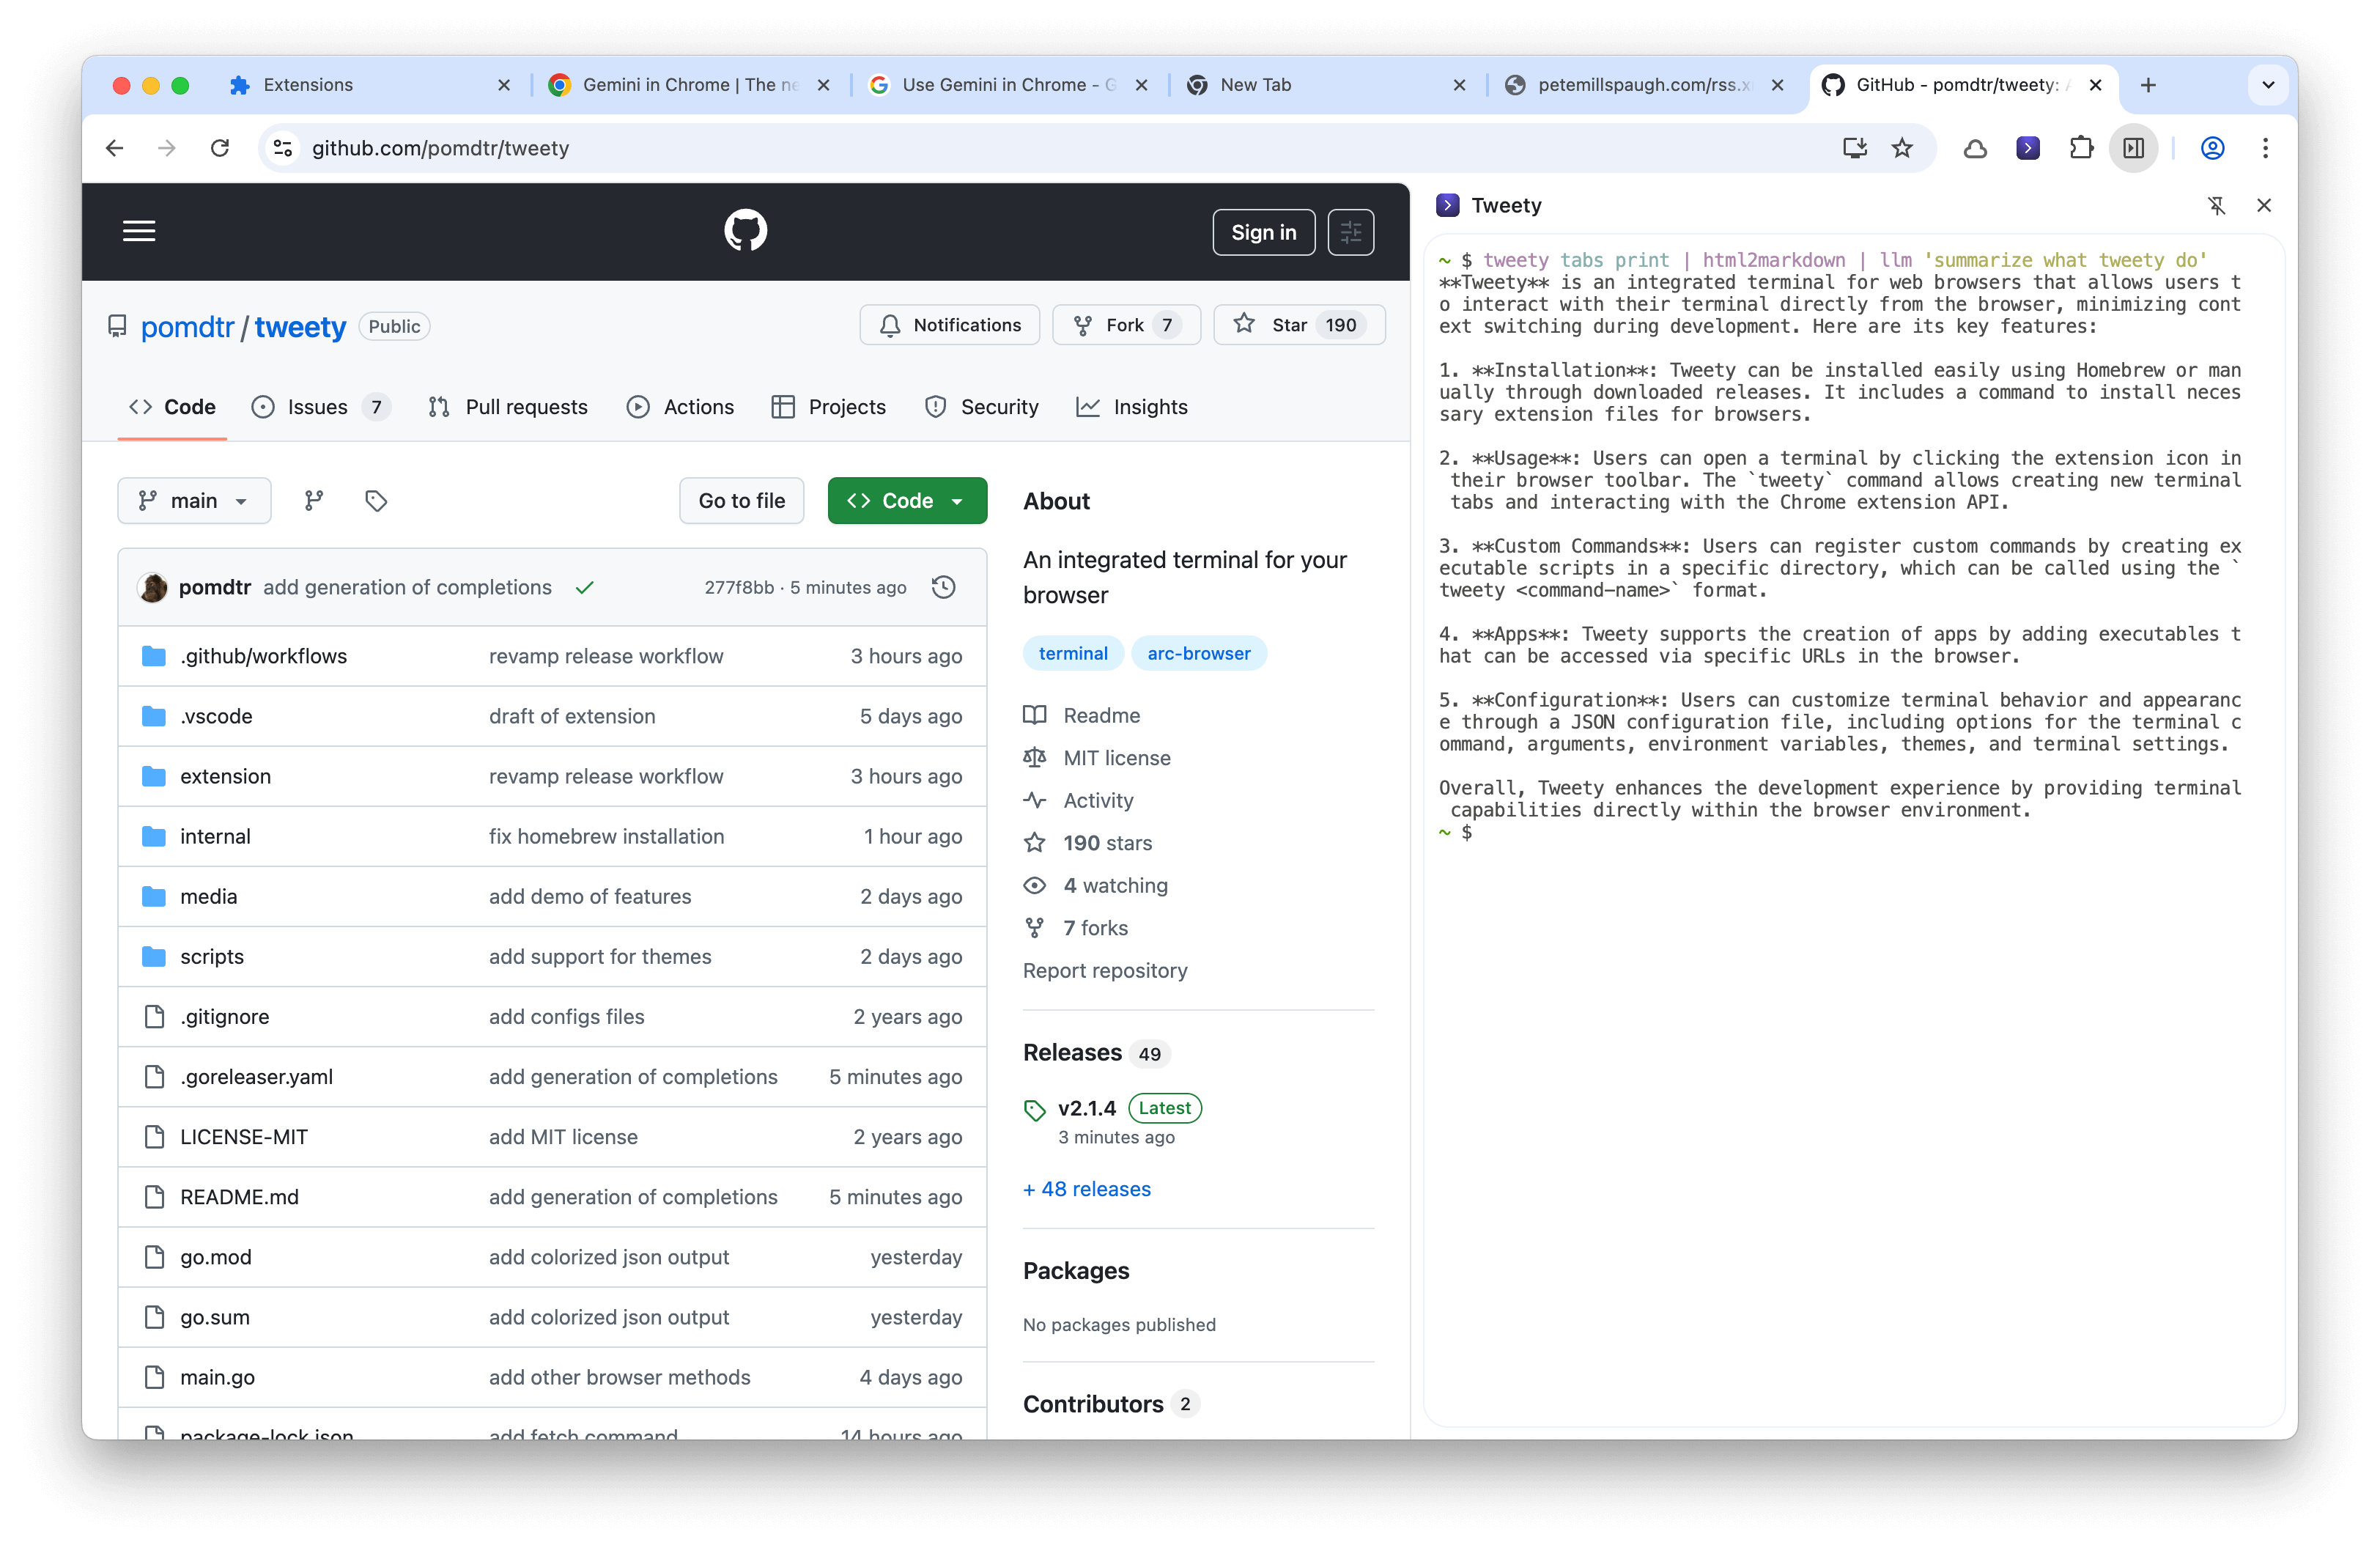 Extensions
Gemini in Chrome | The ne
Use Gemini in Chrome - G
New Tab
petemillspaugh.com/rss.x
GitHub - pomdtr/tweety: A
github.com/pomdtr/tweety
Sign in
pomdtr / tweety Public
Notifications
Fork 7
Star 190
Code
Issues 7
Pull requests
Actions
Projects
Security
Insights
main
Go to file
Code
pomdtr add generation of completions 277f8bb · 5 minutes ago
.github/workflows revamp release workflow 3 hours ago
.vscode draft of extension 5 days ago
extension revamp release workflow 3 hours ago
internal fix homebrew installation 1 hour ago
media add demo of features 2 days ago
scripts add support for themes 2 days ago
.gitignore add configs files 2 years ago
.goreleaser.yaml add generation of completions 5 minutes ago
LICENSE-MIT add MIT license 2 years ago
README.md add generation of completions 5 minutes ago
go.mod add colorized json output yesterday
go.sum add colorized json output yesterday
main.go add other browser methods 4 days ago
package-lock.json add fetch command 14 hours ago
About
An integrated terminal for your
browser
terminal arc-browser
Readme
MIT license
Activity
190 stars
4 watching
7 forks
Report repository
Releases 49
v2.1.4 Latest
3 minutes ago
+ 48 releases
Packages
No packages published
Contributors 2
Tweety
~ $ tweety tabs print | html2markdown | llm 'summarize what tweety do'
**Tweety** is an integrated terminal for web browsers that allows users t
o interact with their terminal directly from the browser, minimizing cont
ext switching during development. Here are its key features:
1. **Installation**: Tweety can be installed easily using Homebrew or man
ually through downloaded releases. It includes a command to install neces
sary extension files for browsers.
2. **Usage**: Users can open a terminal by clicking the extension icon in
their browser toolbar. The `tweety` command allows creating new terminal
tabs and interacting with the Chrome extension API.
3. **Custom Commands**: Users can register custom commands by creating ex
ecutable scripts in a specific directory, which can be called using the `
tweety <command-name>` format.
4. **Apps**: Tweety supports the creation of apps by adding executables t
hat can be accessed via specific URLs in the browser.
5. **Configuration**: Users can customize terminal behavior and appearanc
e through a JSON configuration file, including options for the terminal c
ommand, arguments, environment variables, themes, and terminal settings.
Overall, Tweety enhances the development experience by providing terminal
capabilities directly within the browser environment.
~ $